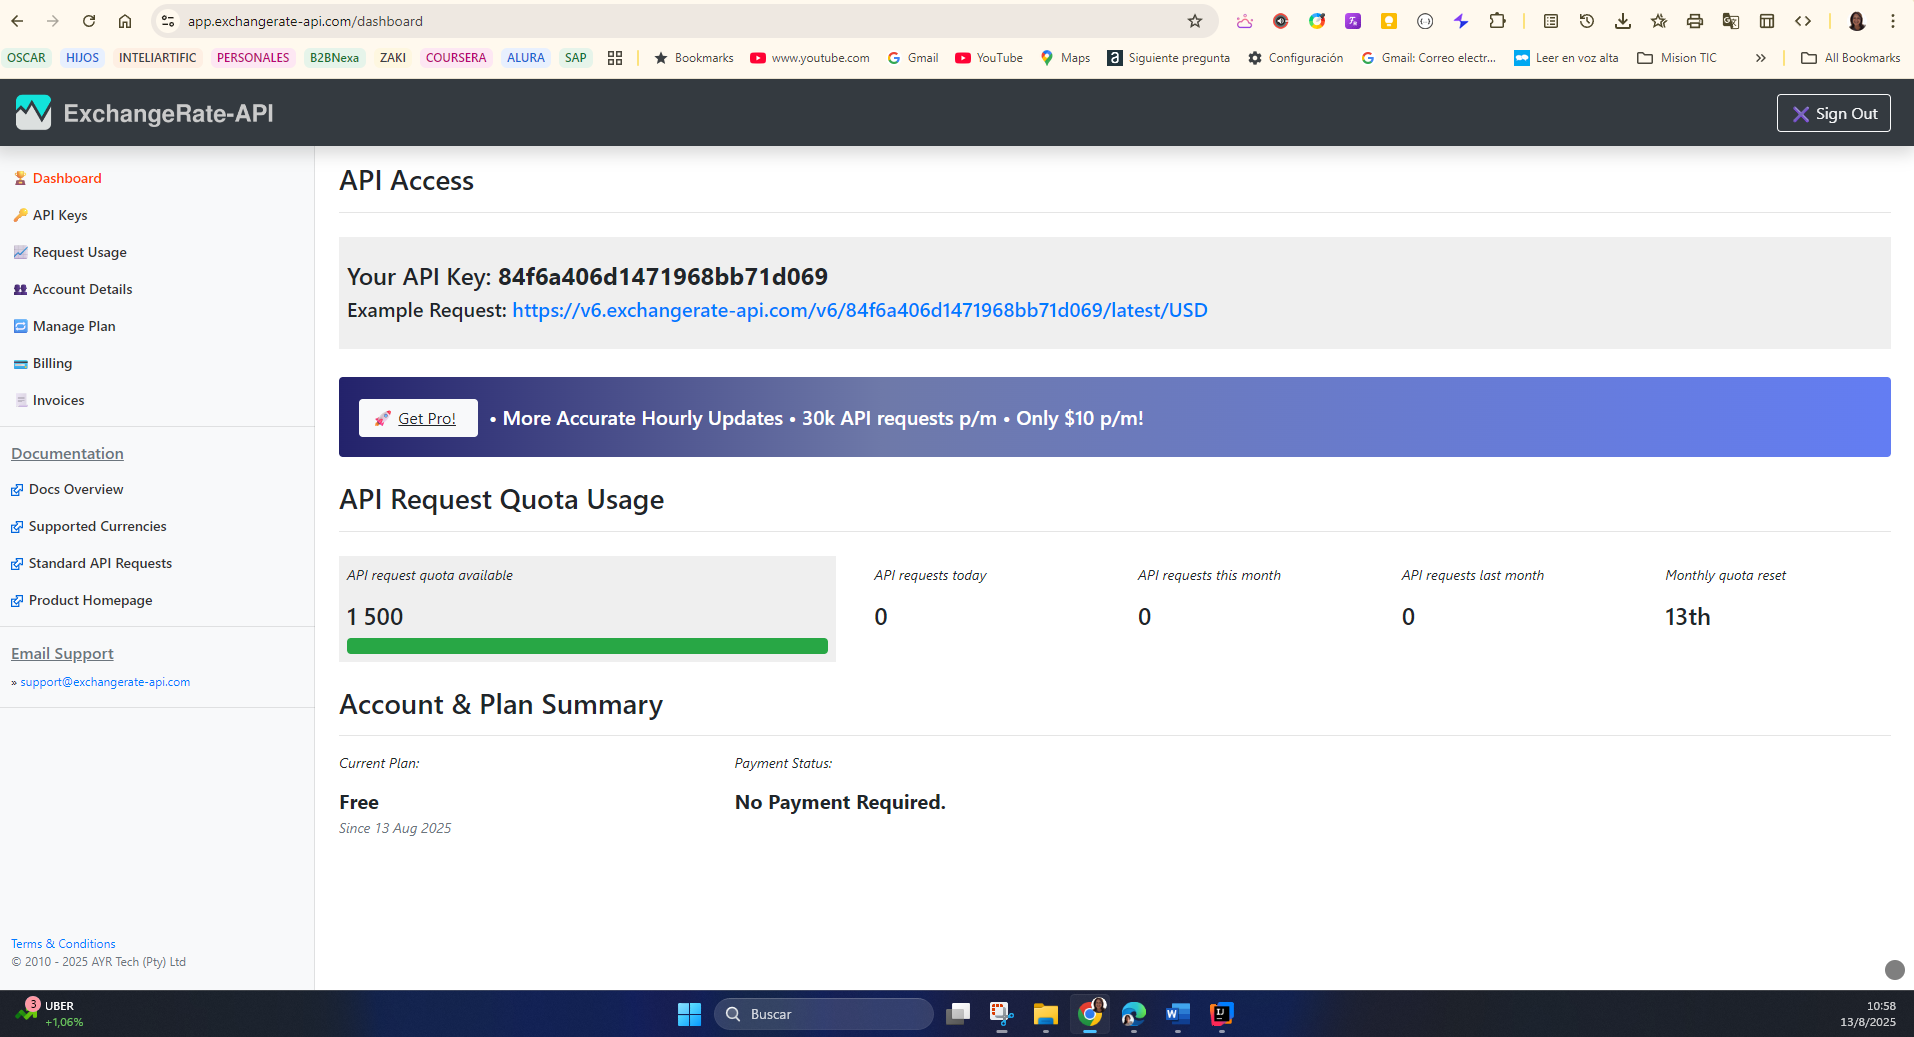 app.exchangerate-api.com/dashboard
OSCAR HIJOS INTELIARTIFIC PERSONALES B2BNexa ZAKI COURSERA ALURA SAP Bookmarks www.youtube.com Gmail YouTube Maps Siguiente pregunta Configuración Gmail: Correo electr... Leer en voz alta Mision TIC » All Bookmarks
ExchangeRate-API
Sign Out
Dashboard
API Keys
Request Usage
Account Details
Manage Plan
Billing
Invoices
Documentation
Docs Overview
Supported Currencies
Standard API Requests
Product Homepage
Email Support
» support@exchangerate-api.com
Terms & Conditions
© 2010 - 2025 AYR Tech (Pty) Ltd
API Access
Your API Key: 84f6a406d1471968bb71d069
Example Request: https://v6.exchangerate-api.com/v6/84f6a406d1471968bb71d069/latest/USD
Get Pro! • More Accurate Hourly Updates • 30k API requests p/m • Only $10 p/m!
API Request Quota Usage
API request quota available
1 500
API requests today
0
API requests this month
0
API requests last month
0
Monthly quota reset
13th
Account & Plan Summary
Current Plan:
Free
Since 13 Aug 2025
Payment Status:
No Payment Required.
3
UBER
+1,06%
Buscar
10:58
13/8/2025